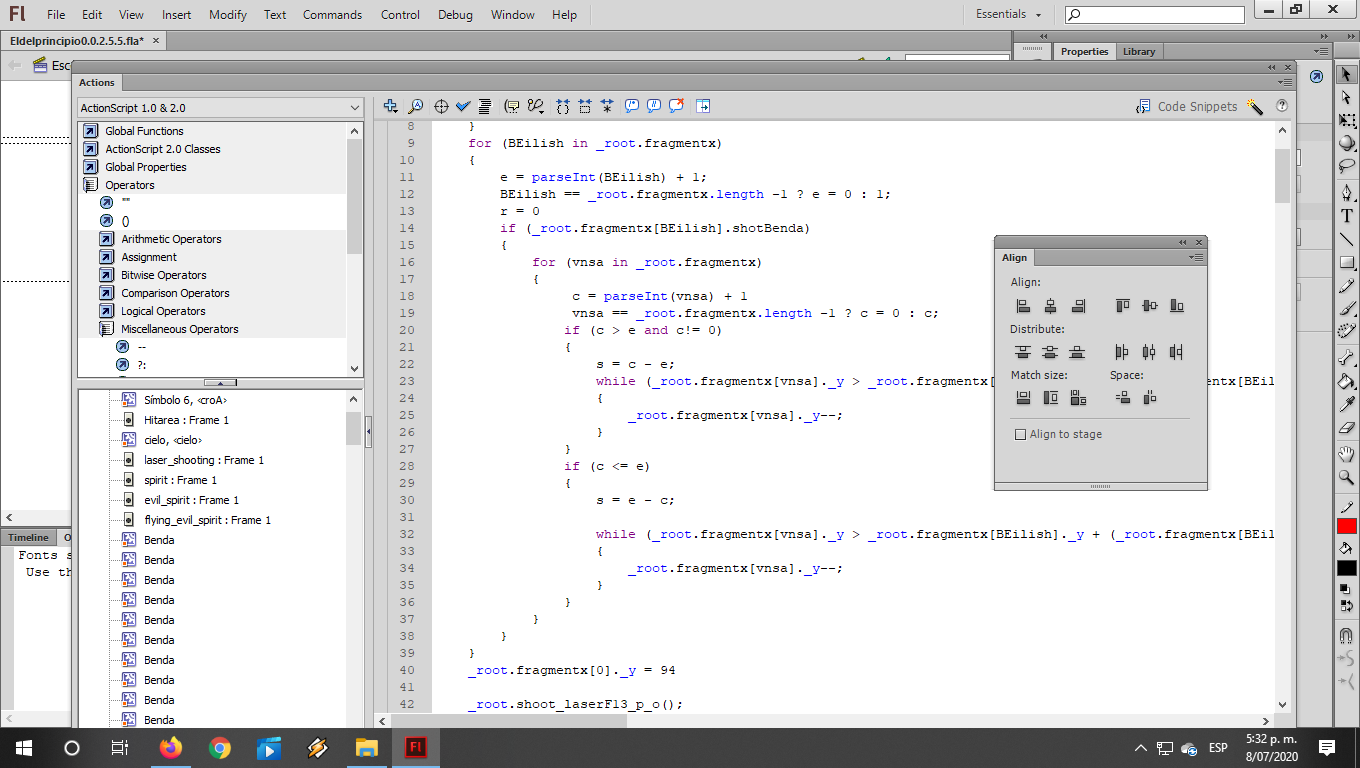 Fl File Edit View Insert Modify Text Commands Control Debug Window Help Essentials
Eldelprincipio0.0.2.5.5.fla* ×
Properties Library
Esc
Actions
ActionScript 1.0 & 2.0
Code Snippets
Global Functions
ActionScript 2.0 Classes
Global Properties
Operators
""
()
Arithmetic Operators
Assignment
Bitwise Operators
Comparison Operators
Logical Operators
Miscellaneous Operators
--
?:
Símbolo 6, <croA>
Hitarea : Frame 1
cielo, <cielo>
laser_shooting : Frame 1
spirit : Frame 1
evil_spirit : Frame 1
flying_evil_spirit : Frame 1
Benda
Benda
Benda
Benda
Benda
Benda
Benda
Benda
Benda
Benda
8 }
9 for (BEilish in _root.fragmentx)
10 {
11 e = parseInt(BEilish) + 1;
12 BEilish == _root.fragmentx.length -1 ? e = 0 : 1;
13 r = 0
14 if (_root.fragmentx[BEilish].shotBenda)
15 {
16 for (vnsa in _root.fragmentx)
17 {
18 c = parseInt(vnsa) + 1
19 vnsa == _root.fragmentx.length -1 ? c = 0 : c;
20 if (c > e and c!= 0)
21 {
22 s = c - e;
23 while (_root.fragmentx[vnsa]._y > _root.fragmentx[ mentx[BEil
24 {
25 _root.fragmentx[vnsa]._y--;
26 }
27 }
28 if (c <= e)
29 {
30 s = e - c;
31
32 while (_root.fragmentx[vnsa]._y > _root.fragmentx[BEilish]._y + (_root.fragmentx[BEil
33 {
34 _root.fragmentx[vnsa]._y--;
35 }
36 }
37 }
38 }
39 }
40 _root.fragmentx[0]._y = 94
41
42 _root.shoot_laserFl3_p_o();
Align
Align:
Distribute:
Match size: Space:
Align to stage
Timeline O
Fonts s
Use th
Fl
ESP
5:32 p. m.
8/07/2020